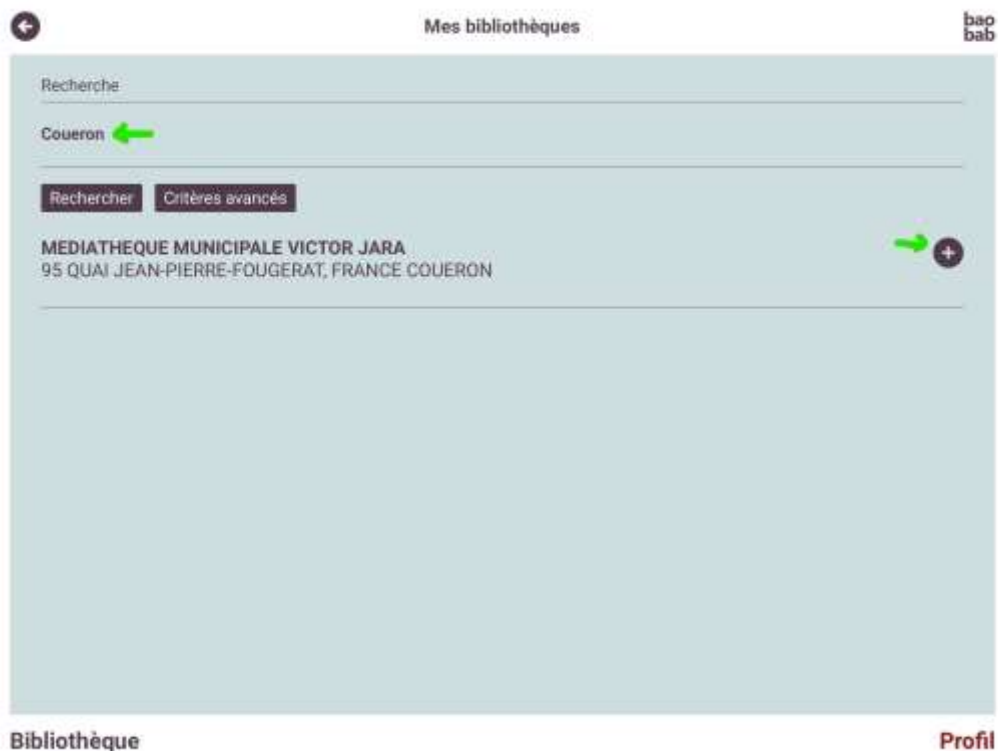 Mes bibliothèques
bao
bab
Recherche
Coueron
Rechercher Critères avancés
MEDIATHEQUE MUNICIPALE VICTOR JARA
95 QUAI JEAN-PIERRE-FOUGERAT, FRANCE COUERON
Bibliothèque Profil